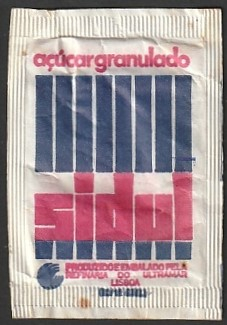 açúcar granulado
sidul
PRODUZIDO E EMBALADO PELA
REFINARIA DO ULTRAMAR
LISBOA